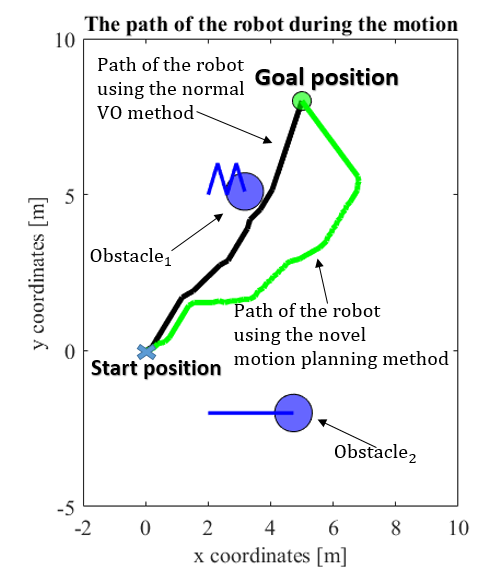 The path of the robot during the motion
10
Path of the robot
using the normal
VO method
Goal position
5
Obstacle₁
y coordinates [m]
Path of the robot
using the novel
motion planning method
0
Start position
Obstacle₂
-5
-2 0 2 4 6 8 10
x coordinates [m]